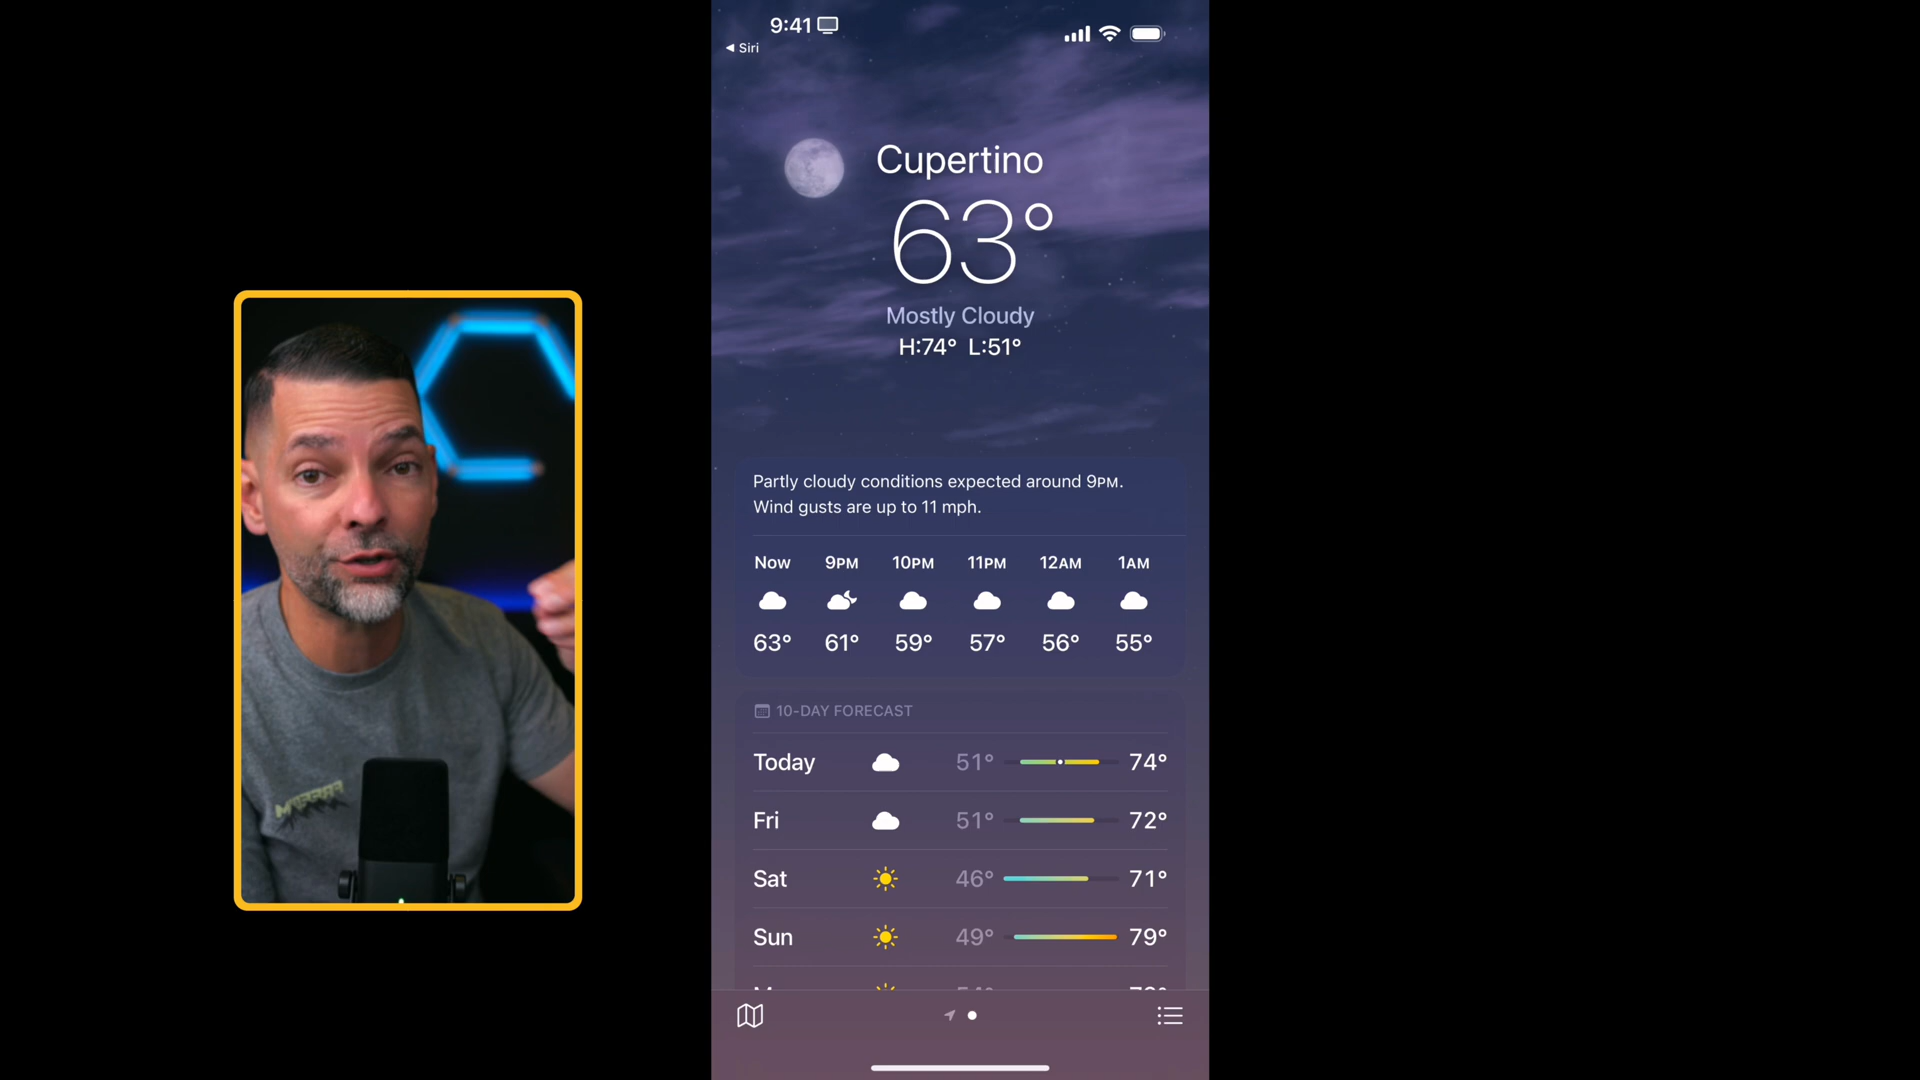 9:41
◀ Siri
Cupertino
63°
Mostly Cloudy
H:74° L:51°
Partly cloudy conditions expected around 9PM.
Wind gusts are up to 11 mph.
Now 9PM 10PM 11PM 12AM 1AM
63° 61° 59° 57° 56° 55°
10-DAY FORECAST
Today 51° 74°
Fri 51° 72°
Sat 46° 71°
Sun 49° 79°